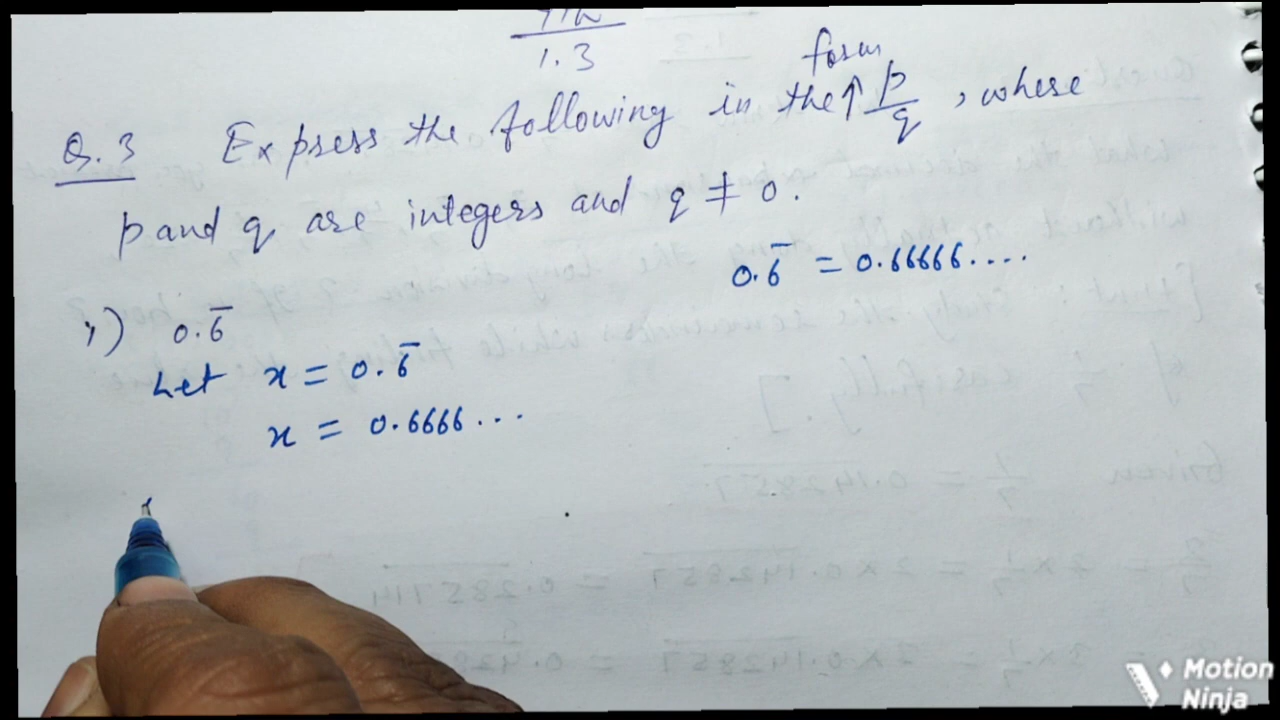 1.3
form
Q.3 Express the following in the ↑ p/q, where
p and q are integers and q ≠ 0.
0.6̅ = 0.66666....
i) 0.6̅
Let x = 0.6̅
x = 0.6666...
Motion
Ninja